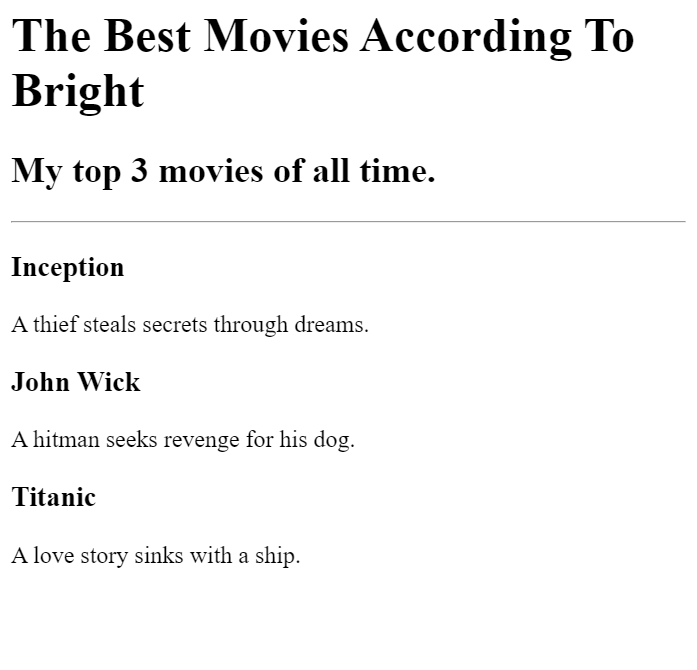 The Best Movies According To
Bright
My top 3 movies of all time.
Inception
A thief steals secrets through dreams.
John Wick
A hitman seeks revenge for his dog.
Titanic
A love story sinks with a ship.